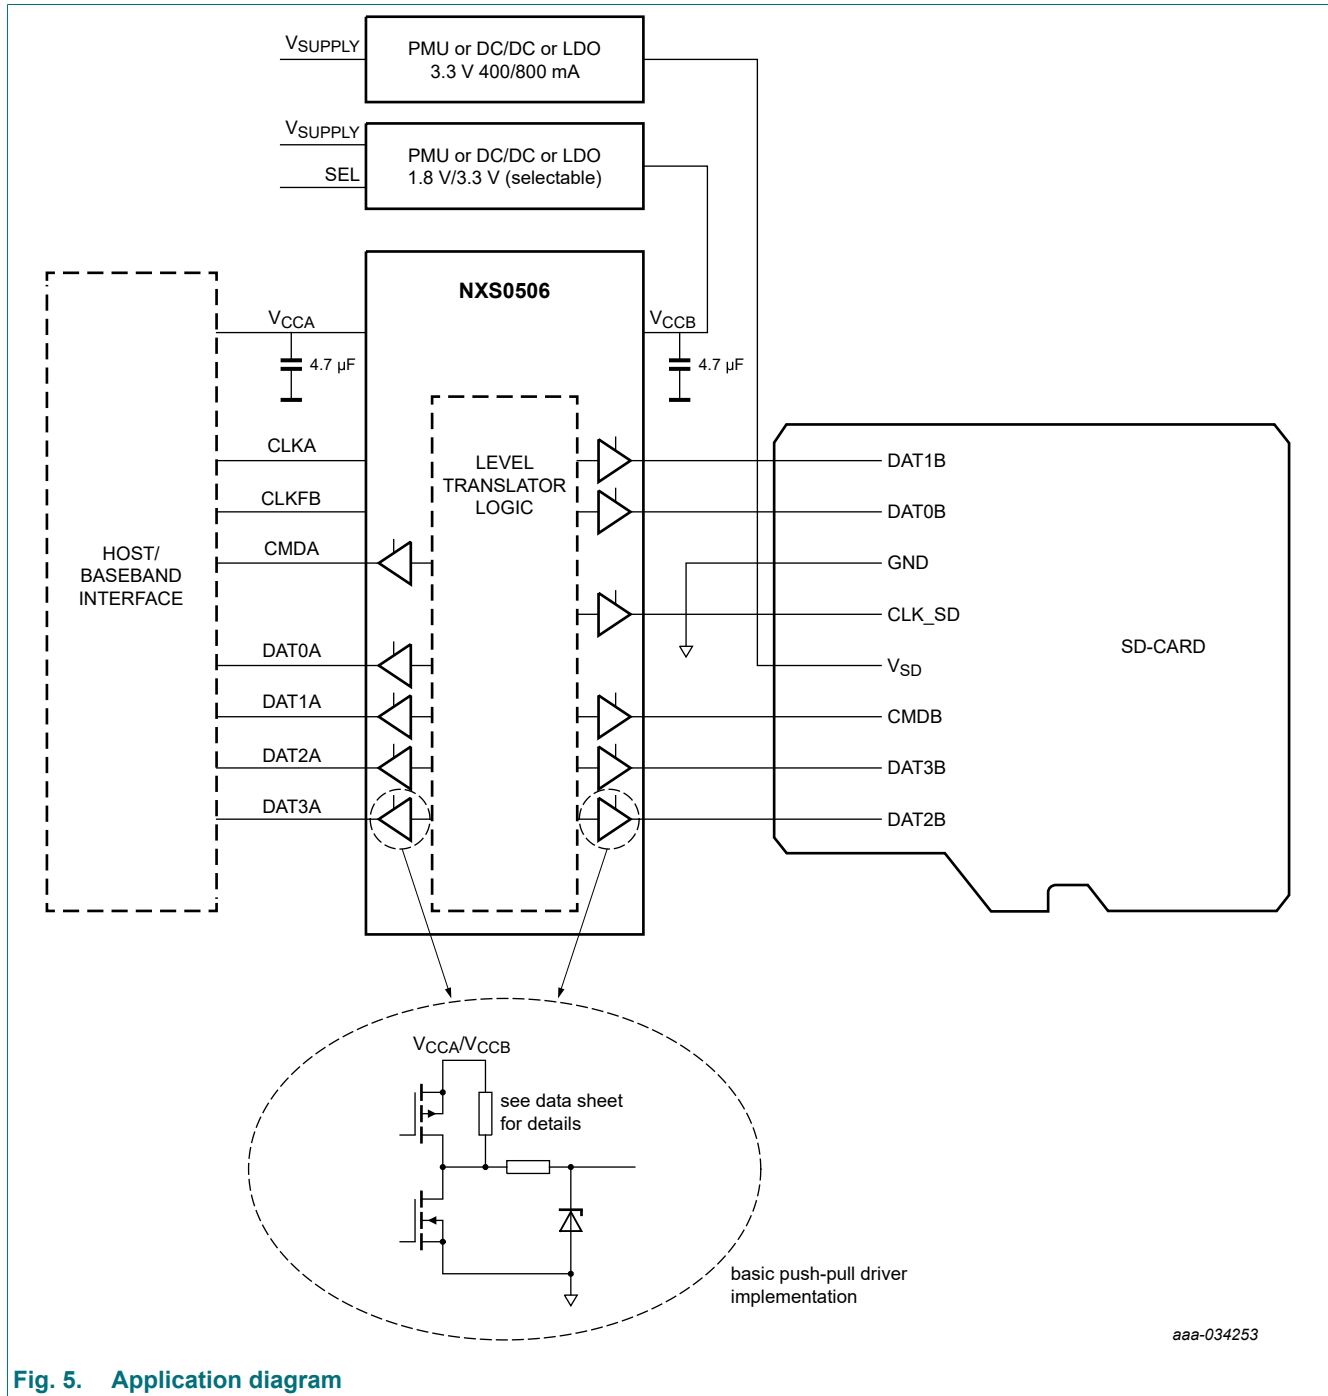 VSUPPLY
PMU or DC/DC or LDO
3.3 V 400/800 mA
VSUPPLY
SEL
PMU or DC/DC or LDO
1.8 V/3.3 V (selectable)
NXS0506
VCCA
4.7 µF
VCCB
4.7 µF
HOST/
BASEBAND
INTERFACE
CLKA
CLKFB
CMDA
DAT0A
DAT1A
DAT2A
DAT3A
LEVEL
TRANSLATOR
LOGIC
DAT1B
DAT0B
GND
CLK_SD
VSD
CMDB
DAT3B
DAT2B
SD-CARD
VCCA/VCCB
see data sheet
for details
basic push-pull driver
implementation
aaa-034253
Fig. 5. Application diagram